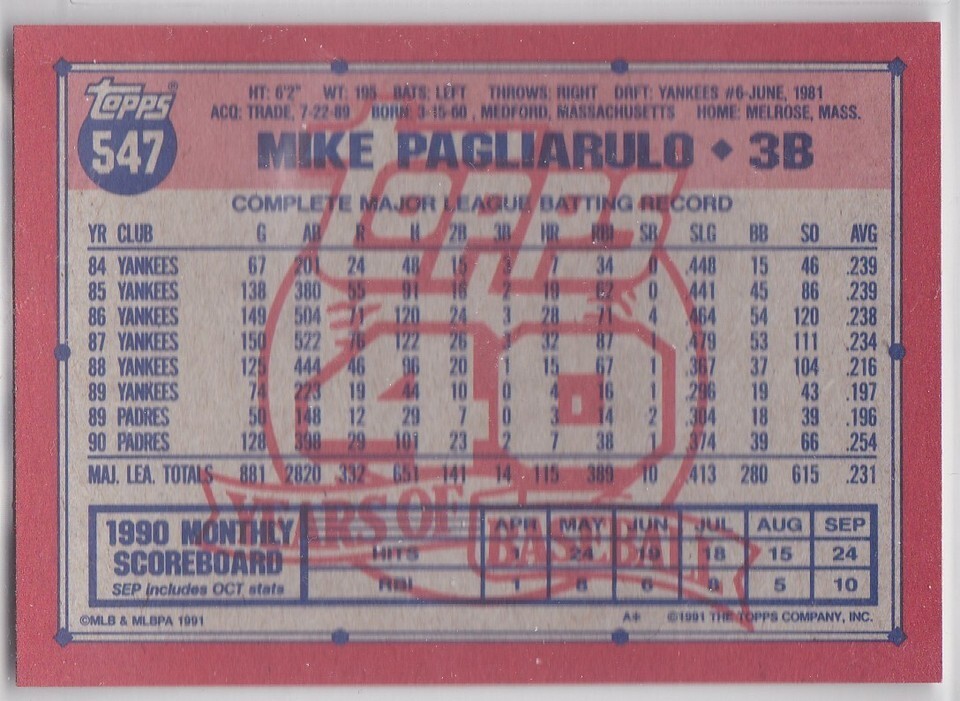 Topps®
547
HT: 6'2" WT: 195 BATS: LEFT THROWS: RIGHT DRFT: YANKEES #6-JUNE, 1981
ACQ: TRADE, 7-22-89 BORN: 3-15-60 , MEDFORD, MASSACHUSETTS HOME: MELROSE, MASS.
MIKE PAGLIARULO ◆ 3B
COMPLETE MAJOR LEAGUE BATTING RECORD
YR CLUB G AB R H 2B 3B HR RBI SB SLG BB SO AVG
84 YANKEES 67 201 24 48 15 3 7 34 0 .448 15 46 .239
85 YANKEES 138 380 55 91 16 2 19 62 0 .441 45 86 .239
86 YANKEES 149 504 71 120 24 3 28 71 4 .464 54 120 .238
87 YANKEES 150 522 76 122 26 3 32 87 1 .479 53 111 .234
88 YANKEES 125 444 46 96 20 1 15 67 1 .367 37 104 .216
89 YANKEES 74 223 19 44 10 0 4 16 1 .296 19 43 .197
89 PADRES 50 148 12 29 7 0 3 14 2 .304 18 39 .196
90 PADRES 128 398 29 101 23 2 7 38 1 .374 39 66 .254
MAJ. LEA. TOTALS 881 2820 332 651 141 14 115 389 10 .413 280 615 .231
Topps
40
YEARS OF BASEBALL
1990 MONTHLY
SCOREBOARD
SEP includes OCT stats
APR MAY JUN JUL AUG SEP
HITS 1 24 19 18 15 24
RBI 1 8 6 8 5 10
©MLB & MLBPA 1991 A* ©1991 THE TOPPS COMPANY, INC.